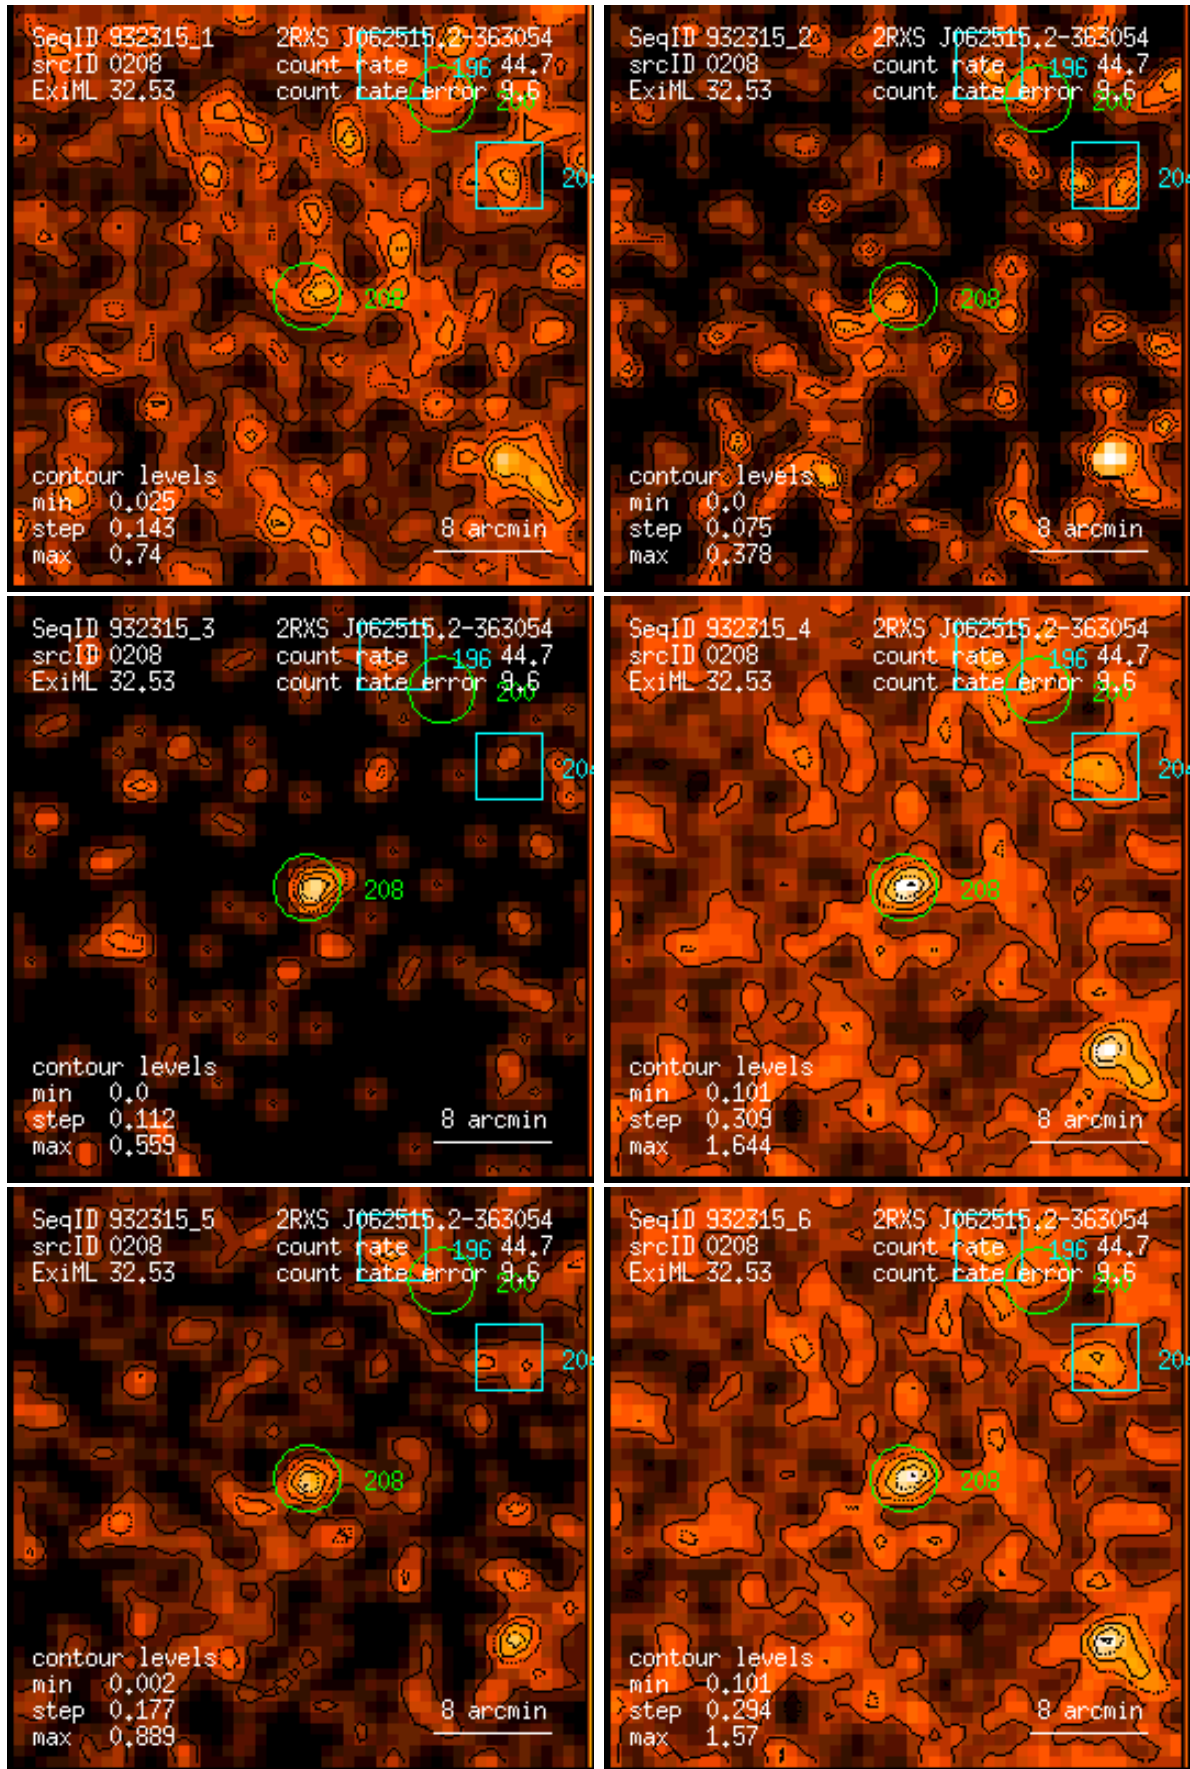 SeqID 932315_1 2RXS J062515.2-363054
srcID 0208 count rate 196 44.7
ExiML 32.53 count rate error 9.6
200
204
208
contour levels
min 0.025
step 0.143 8 arcmin
max 0.74
SeqID 932315_2 2RXS J062515.2-363054
srcID 0208 count rate 196 44.7
ExiML 32.53 count rate error 9.6
200
204
208
contour levels
min 0.0
step 0.075 8 arcmin
max 0.378
SeqID 932315_3 2RXS J062515.2-363054
srcID 0208 count rate 196 44.7
ExiML 32.53 count rate error 9.6
200
204
208
contour levels
min 0.0
step 0.112 8 arcmin
max 0.559
SeqID 932315_4 2RXS J062515.2-363054
srcID 0208 count rate 196 44.7
ExiML 32.53 count rate error 9.6
200
204
208
contour levels
min 0.101
step 0.309 8 arcmin
max 1.644
SeqID 932315_5 2RXS J062515.2-363054
srcID 0208 count rate 196 44.7
ExiML 32.53 count rate error 9.6
200
204
208
contour levels
min 0.002
step 0.177 8 arcmin
max 0.889
SeqID 932315_6 2RXS J062515.2-363054
srcID 0208 count rate 196 44.7
ExiML 32.53 count rate error 9.6
200
204
208
contour levels
min 0.101
step 0.294 8 arcmin
max 1.57